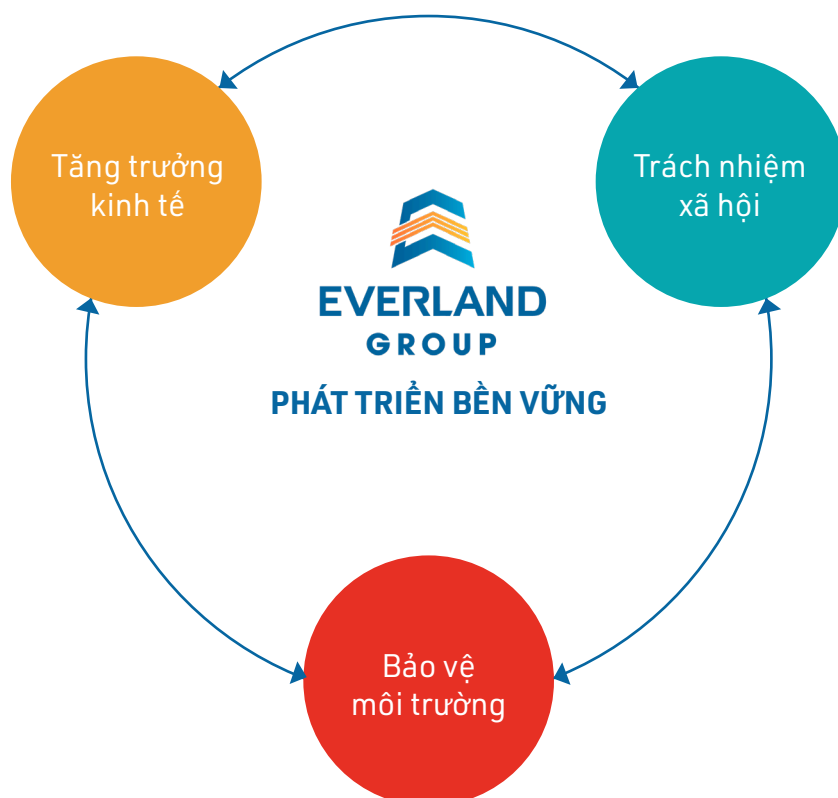 Tăng trưởng
kinh tế
Trách nhiệm
xã hội
EVERLAND
GROUP
PHÁT TRIỂN BỀN VỮNG
Bảo vệ
môi trường